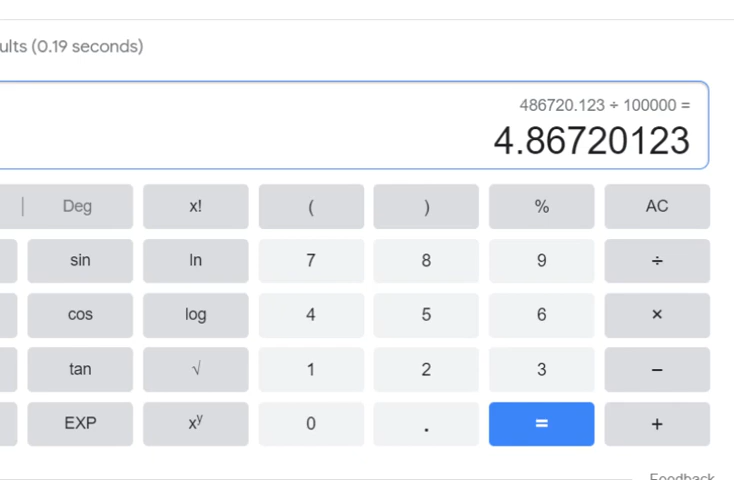 ults (0.19 seconds)
486720.123 ÷ 100000 =
4.86720123
| Deg x! ( ) % AC
sin ln 7 8 9 ÷
cos log 4 5 6 ×
tan √ 1 2 3 −
EXP xʸ 0 . = +
Feedback